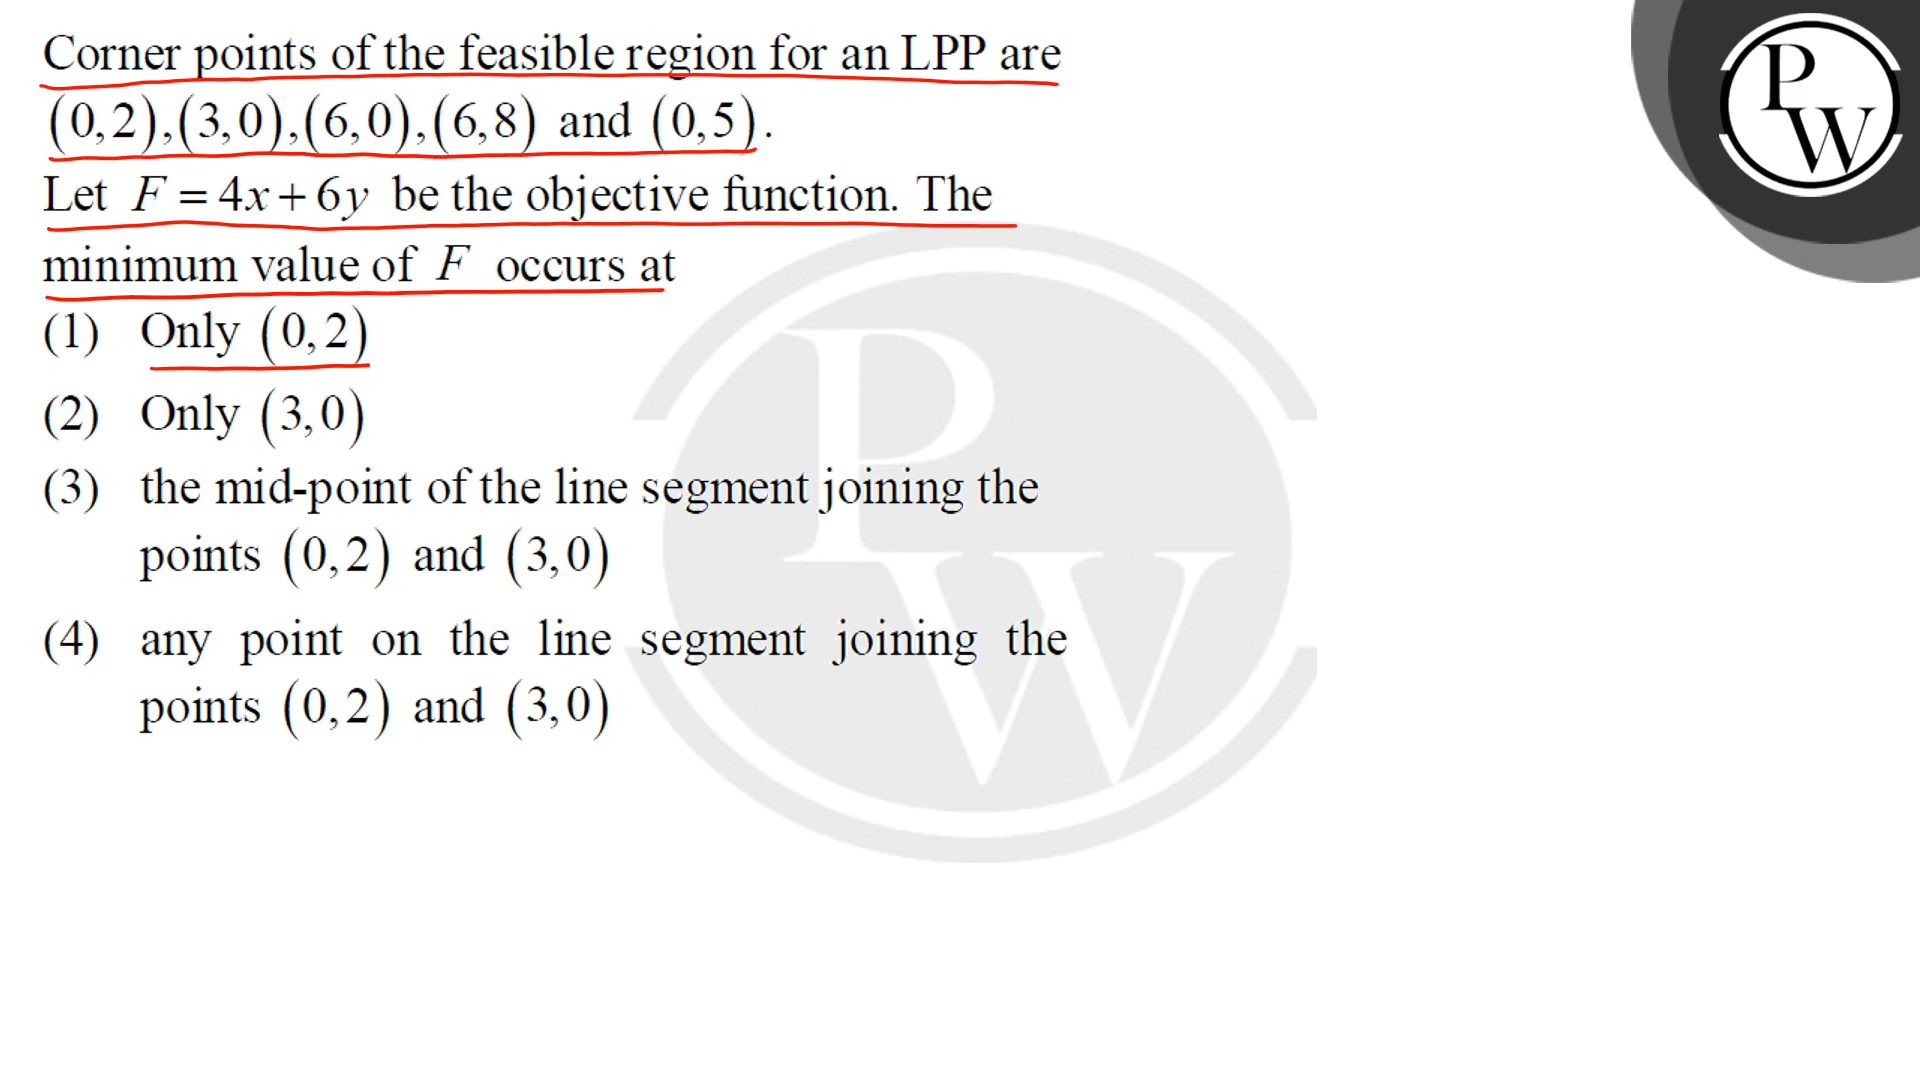 Corner points of the feasible region for an LPP are
(0,2),(3,0),(6,0),(6,8) and (0,5).
Let F = 4x + 6y be the objective function. The
minimum value of F occurs at
(1) Only (0,2)
(2) Only (3,0)
(3) the mid-point of the line segment joining the
points (0,2) and (3,0)
(4) any point on the line segment joining the
points (0,2) and (3,0)
PW
PW